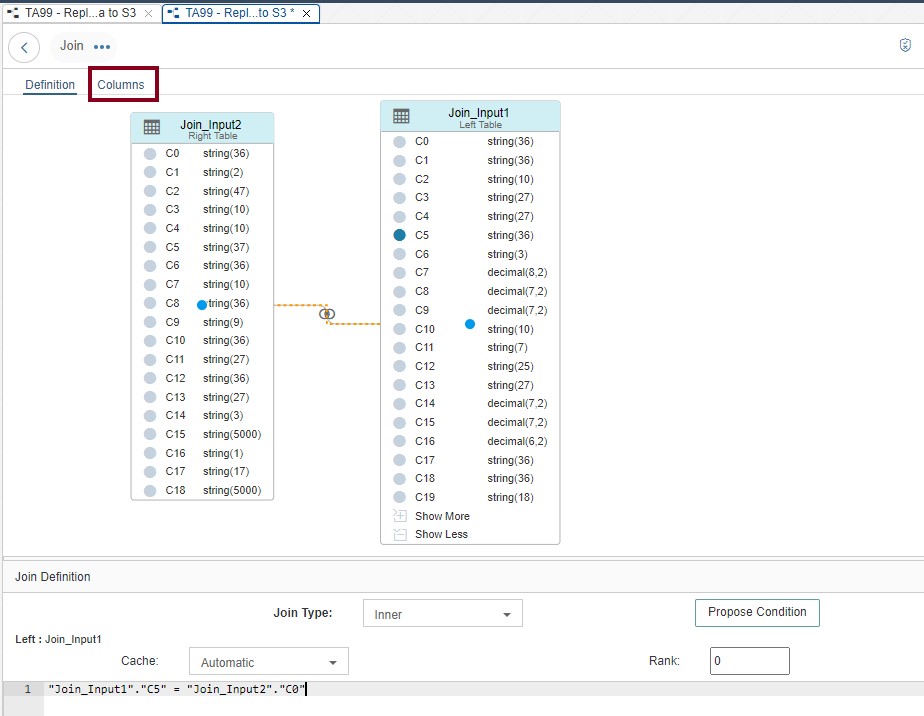 TA99 - Repl...a to S3
TA99 - Repl...to S3 *
Join
Definition
Columns
Join_Input2
Right Table
C0 string(36)
C1 string(2)
C2 string(47)
C3 string(10)
C4 string(10)
C5 string(37)
C6 string(36)
C7 string(10)
C8 tring(36)
C9 string(9)
C10 string(36)
C11 string(27)
C12 string(36)
C13 string(27)
C14 string(3)
C15 string(5000)
C16 string(1)
C17 string(17)
C18 string(5000)
Join_Input1
Left Table
C0 string(36)
C1 string(36)
C2 string(10)
C3 string(27)
C4 string(27)
C5 string(36)
C6 string(3)
C7 decimal(8,2)
C8 decimal(7,2)
C9 decimal(7,2)
C10 string(10)
C11 string(7)
C12 string(25)
C13 string(27)
C14 decimal(7,2)
C15 decimal(7,2)
C16 decimal(6,2)
C17 string(36)
C18 string(36)
C19 string(18)
Show More
Show Less
Join Definition
Join Type: Inner
Propose Condition
Left : Join_Input1
Cache: Automatic
Rank: 0
1 "Join_Input1"."C5" = "Join_Input2"."C0"